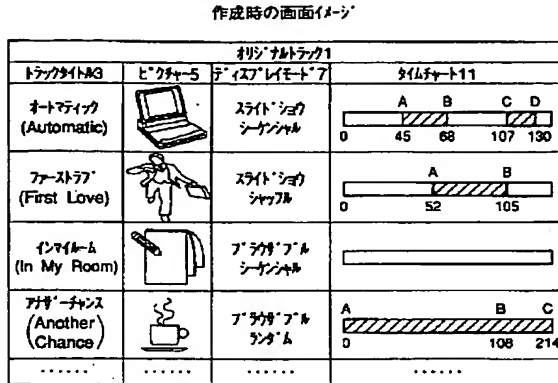 作成時の画面ｲﾒｰｼﾞ
ｵﾘｼﾞﾅﾙﾄﾗｯｸ1
ﾄﾗｯｸﾀｲﾄﾙ3 ﾋﾟｸﾁｬｰ5 ﾃﾞｨｽﾌﾟﾚｲﾓｰﾄﾞ7 ﾀｲﾑﾁｬｰﾄ11
ｵｰﾄﾏﾃｨｯｸ
(Automatic)
ｽﾗｲﾄﾞｼｮｳ
ｼｰｹﾝｼｬﾙ
A B C D
0 45 68 107 130
ﾌｧｰｽﾄﾗﾌﾞ
(First Love)
ｽﾗｲﾄﾞｼｮｳ
ｼｬｯﾌﾙ
A B
0 52 105
ｲﾝﾏｲﾙｰﾑ
(In My Room)
ﾌﾞﾗｳｻﾞﾌﾞﾙ
ｼｰｹﾝｼｬﾙ
ｱﾅｻﾞｰﾁｬﾝｽ
(Another
Chance)
ﾌﾞﾗｳｻﾞﾌﾞﾙ
ﾗﾝﾀﾞﾑ
A B C
0 108 214
…… …… …… ……